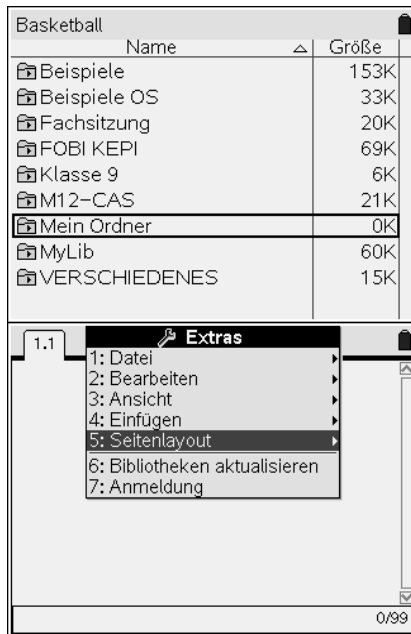 Basketball
Name Größe
Beispiele 153K
Beispiele OS 33K
Fachsitzung 20K
FOBI KEPI 69K
Klasse 9 6K
M12-CAS 21K
Mein Ordner 0K
MyLib 60K
VERSCHIEDENES 15K
1.1 Extras
1: Datei
2: Bearbeiten
3: Ansicht
4: Einfügen
5: Seitenlayout
6: Bibliotheken aktualisieren
7: Anmeldung
0/99